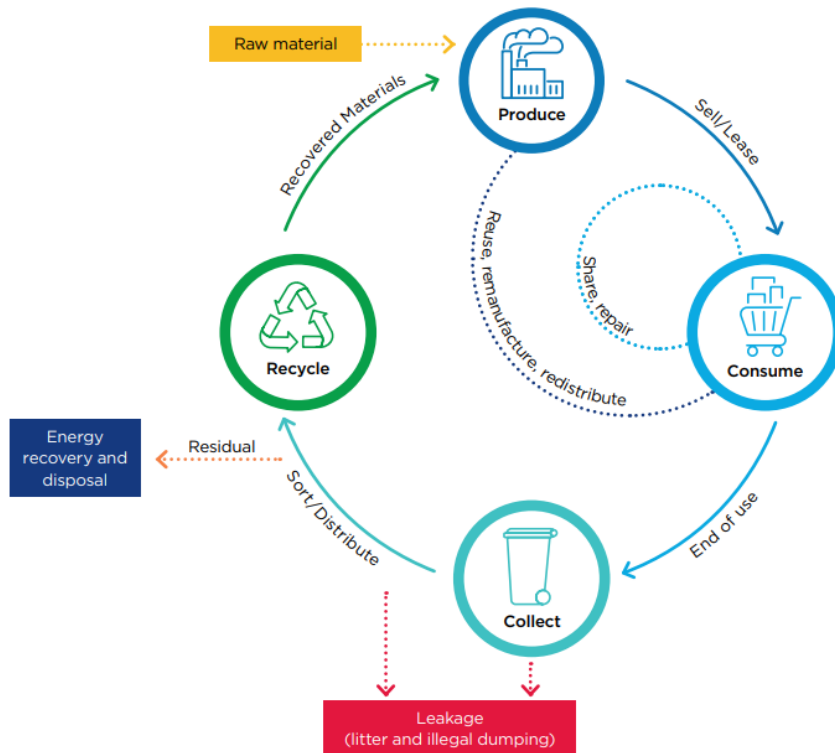 Raw material
Produce
Recovered Materials
Sell/Lease
Reuse, remanufacture, redistribute
Share, repair
Recycle
Consume
Energy
recovery and
disposal
Residual
Sort/Distribute
End of use
Collect
Leakage
(litter and illegal dumping)